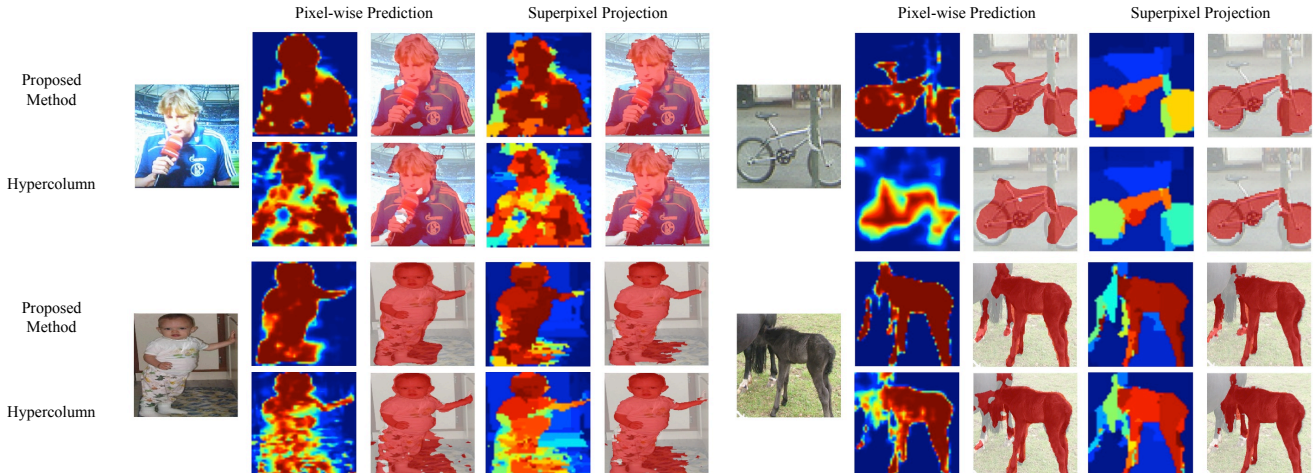 Pixel-wise Prediction Superpixel Projection Pixel-wise Prediction Superpixel Projection
Proposed
Method
Hypercolumn
Proposed
Method
Hypercolumn